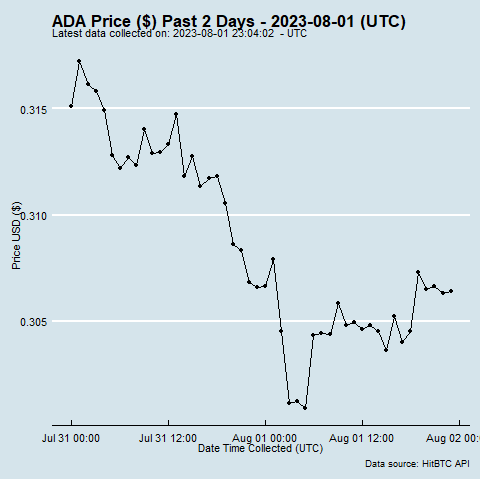 ADA Price ($) Past 2 Days - 2023-08-01 (UTC)
Latest data collected on: 2023-08-01 23:04:02 - UTC
0.315
0.310
0.305
Price USD ($)
Jul 31 00:00 Jul 31 12:00 Aug 01 00:00 Aug 01 12:00 Aug 02 00:0
Date Time Collected (UTC)
Data source: HitBTC API